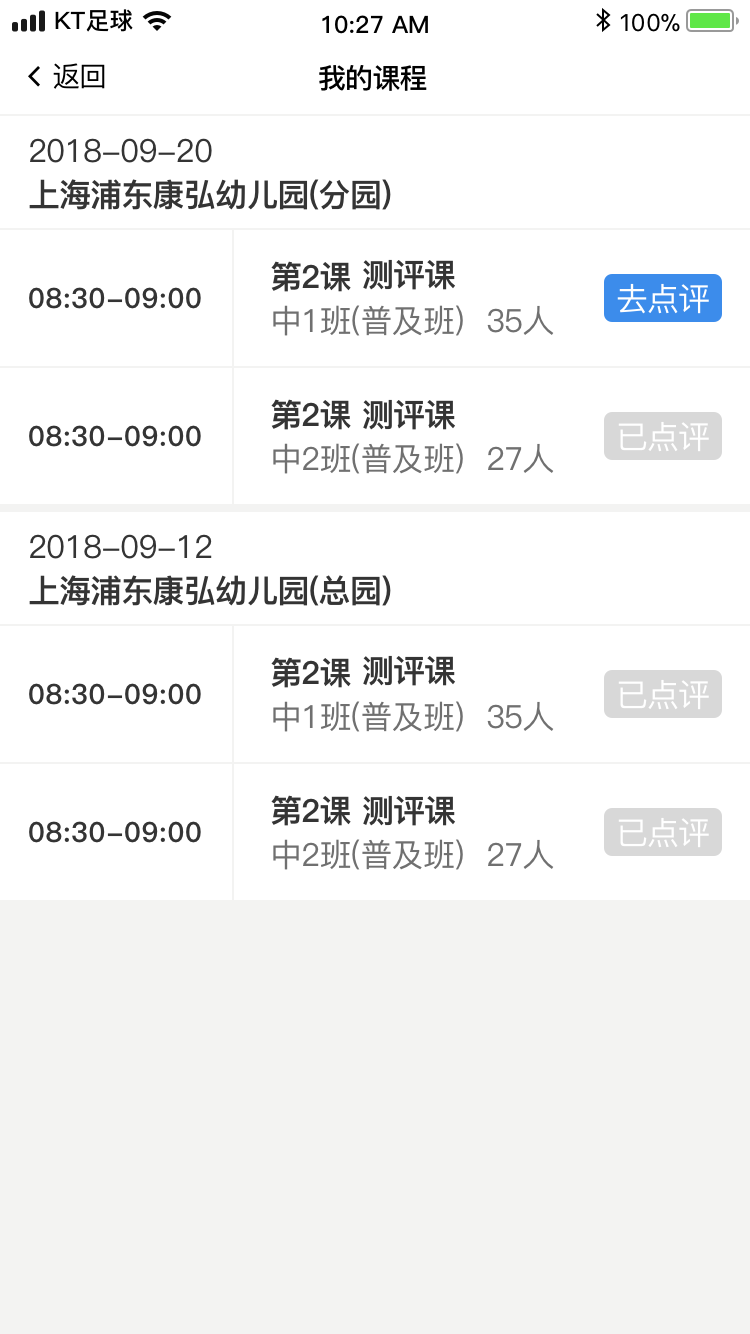 KT足球 10:27 AM 100%
返回 我的课程
2018-09-20
上海浦东康弘幼儿园(分园)
08:30-09:00
第2课 测评课
中1班(普及班) 35人
去点评
08:30-09:00
第2课 测评课
中2班(普及班) 27人
已点评
2018-09-12
上海浦东康弘幼儿园(总园)
08:30-09:00
第2课 测评课
中1班(普及班) 35人
已点评
08:30-09:00
第2课 测评课
中2班(普及班) 27人
已点评